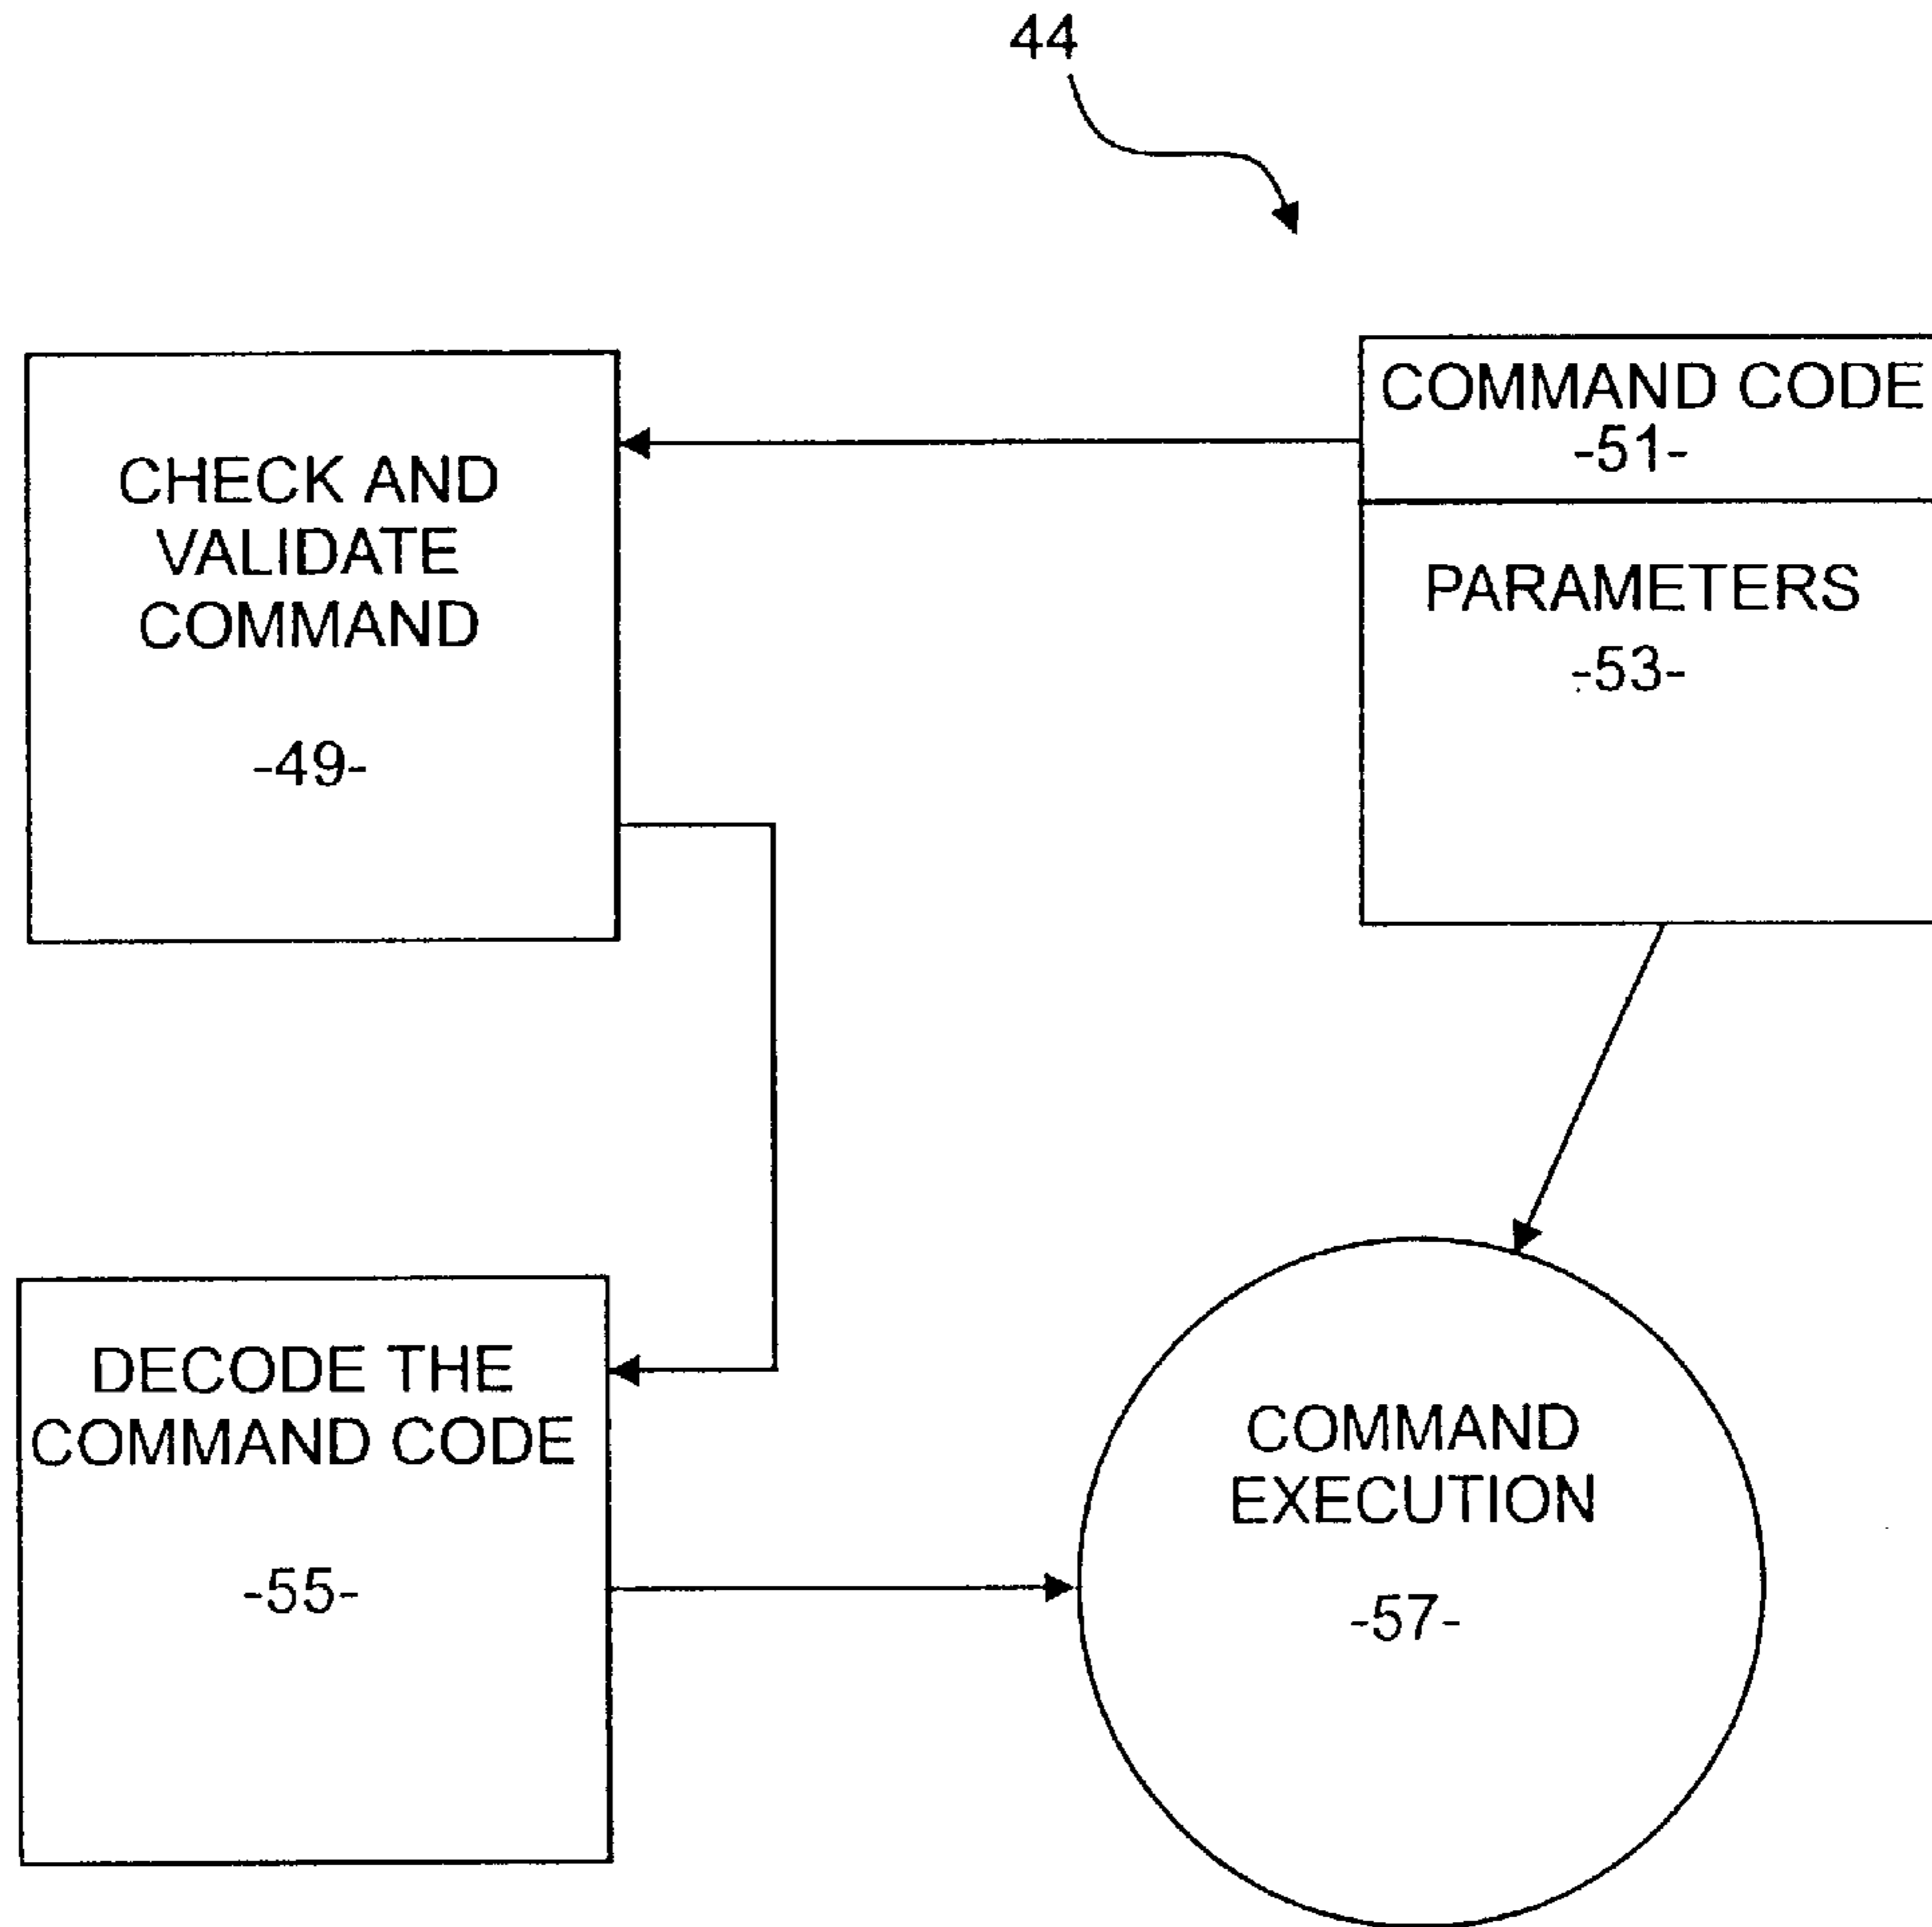 44
CHECK AND
VALIDATE
COMMAND
-49-
COMMAND CODE
-51-
PARAMETERS
-53-
DECODE THE
COMMAND CODE
-55-
COMMAND
EXECUTION
-57-